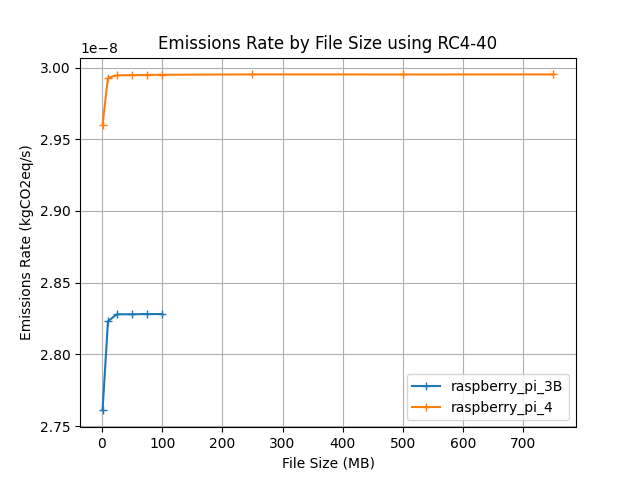 Emissions Rate by File Size using RC4-40
1e−8
3.00
2.95
2.90
2.85
2.80
2.75
Emissions Rate (kgCO2eq/s)
0 100 200 300 400 500 600 700
File Size (MB)
raspberry_pi_3B
raspberry_pi_4